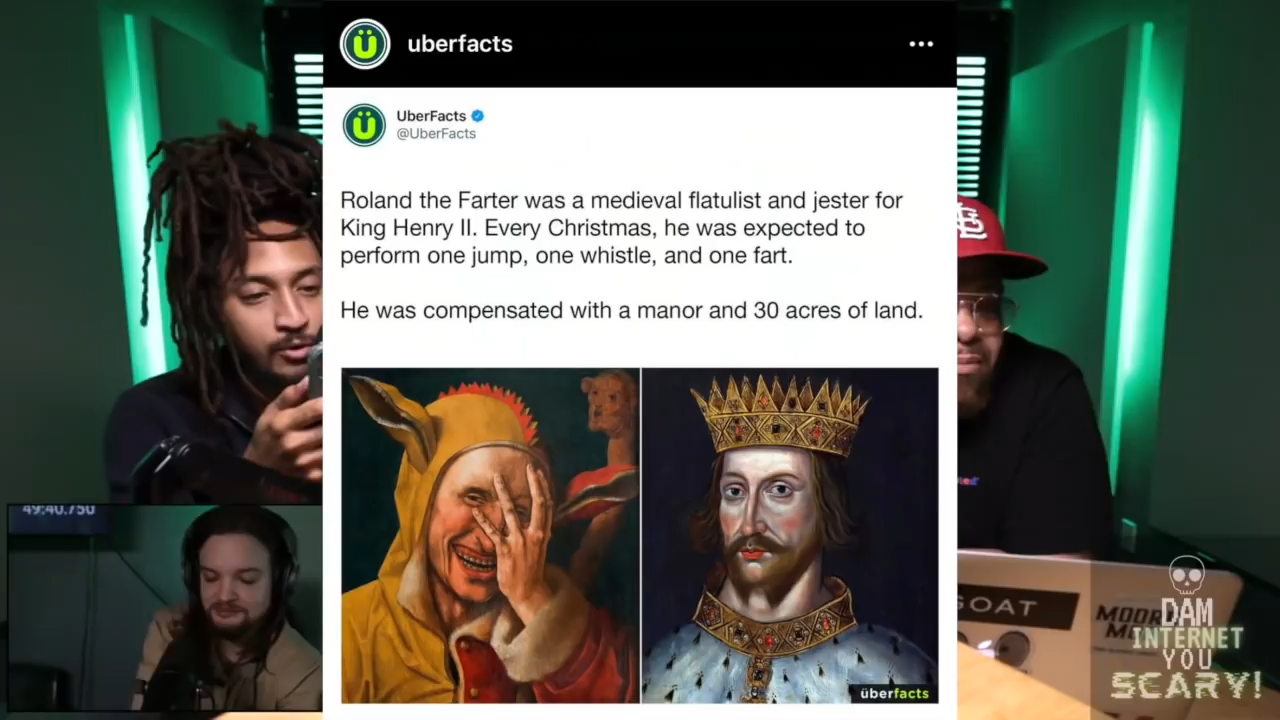 uberfacts
UberFacts
@UberFacts
Roland the Farter was a medieval flatulist and jester for
King Henry II. Every Christmas, he was expected to
perform one jump, one whistle, and one fart.
He was compensated with a manor and 30 acres of land.
überfacts
49:40.750
GOAT
DAM
INTERNET
YOU
SCARY!